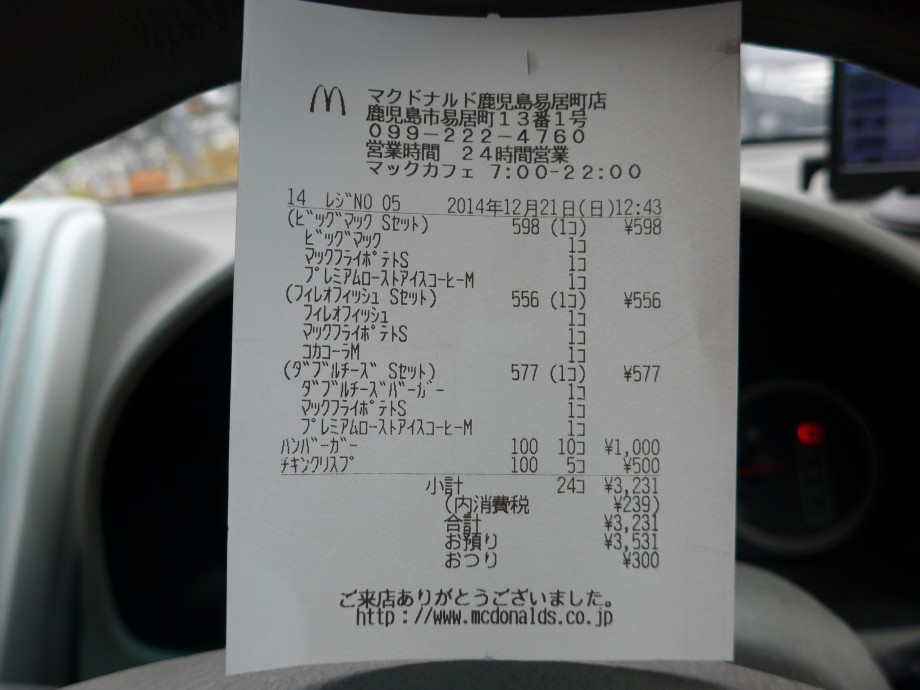 マクドナルド鹿児島易居町店
鹿児島市易居町13番1号
099-222-4760
営業時間 24時間営業
マックカフェ 7:00-22:00
14 レジNO 05 2014年12月21日(日)12:43
(ビッグマック Sセット) 598 (1コ) ¥598
ビッグマック 1コ
マックフライポテトS 1コ
プレミアムローストアイスコーヒーM 1コ
(フィレオフィッシュ Sセット) 556 (1コ) ¥556
フィレオフィッシュ 1コ
マックフライポテトS 1コ
コカコーラM 1コ
(ダブルチーズ Sセット) 577 (1コ) ¥577
ダブルチーズバーガー 1コ
マックフライポテトS 1コ
プレミアムローストアイスコーヒーM 1コ
ハンバーガー 100 10コ ¥1,000
チキンクリスプ 100 5コ ¥500
小計 24コ ¥3,231
(内消費税 ¥239)
合計 ¥3,231
お預り ¥3,531
おつり ¥300
ご来店ありがとうございました。
http://www.mcdonalds.co.jp